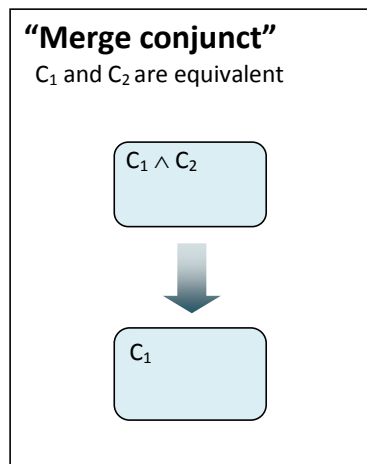 “Merge conjunct”
C₁ and C₂ are equivalent
C₁ ∧ C₂
C₁